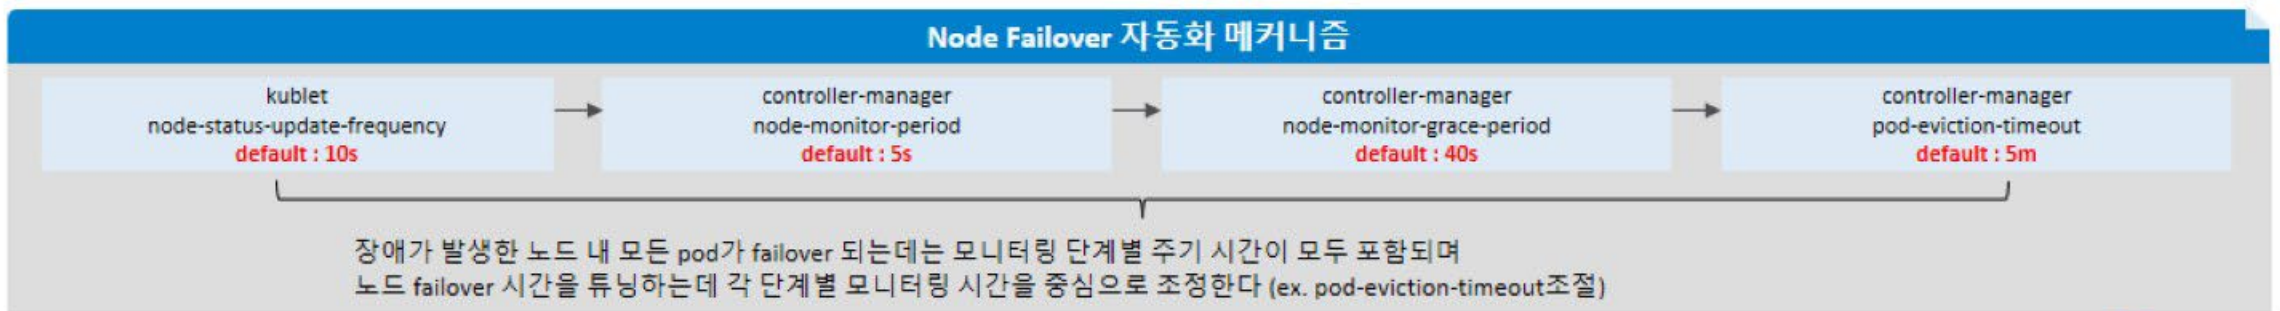 Node Failover 자동화 메커니즘
kublet
node-status-update-frequency
default : 10s
controller-manager
node-monitor-period
default : 5s
controller-manager
node-monitor-grace-period
default : 40s
controller-manager
pod-eviction-timeout
default : 5m
장애가 발생한 노드 내 모든 pod가 failover 되는데는 모니터링 단계별 주기 시간이 모두 포함되며
노드 failover 시간을 튜닝하는데 각 단계별 모니터링 시간을 중심으로 조정한다 (ex. pod-eviction-timeout조절)